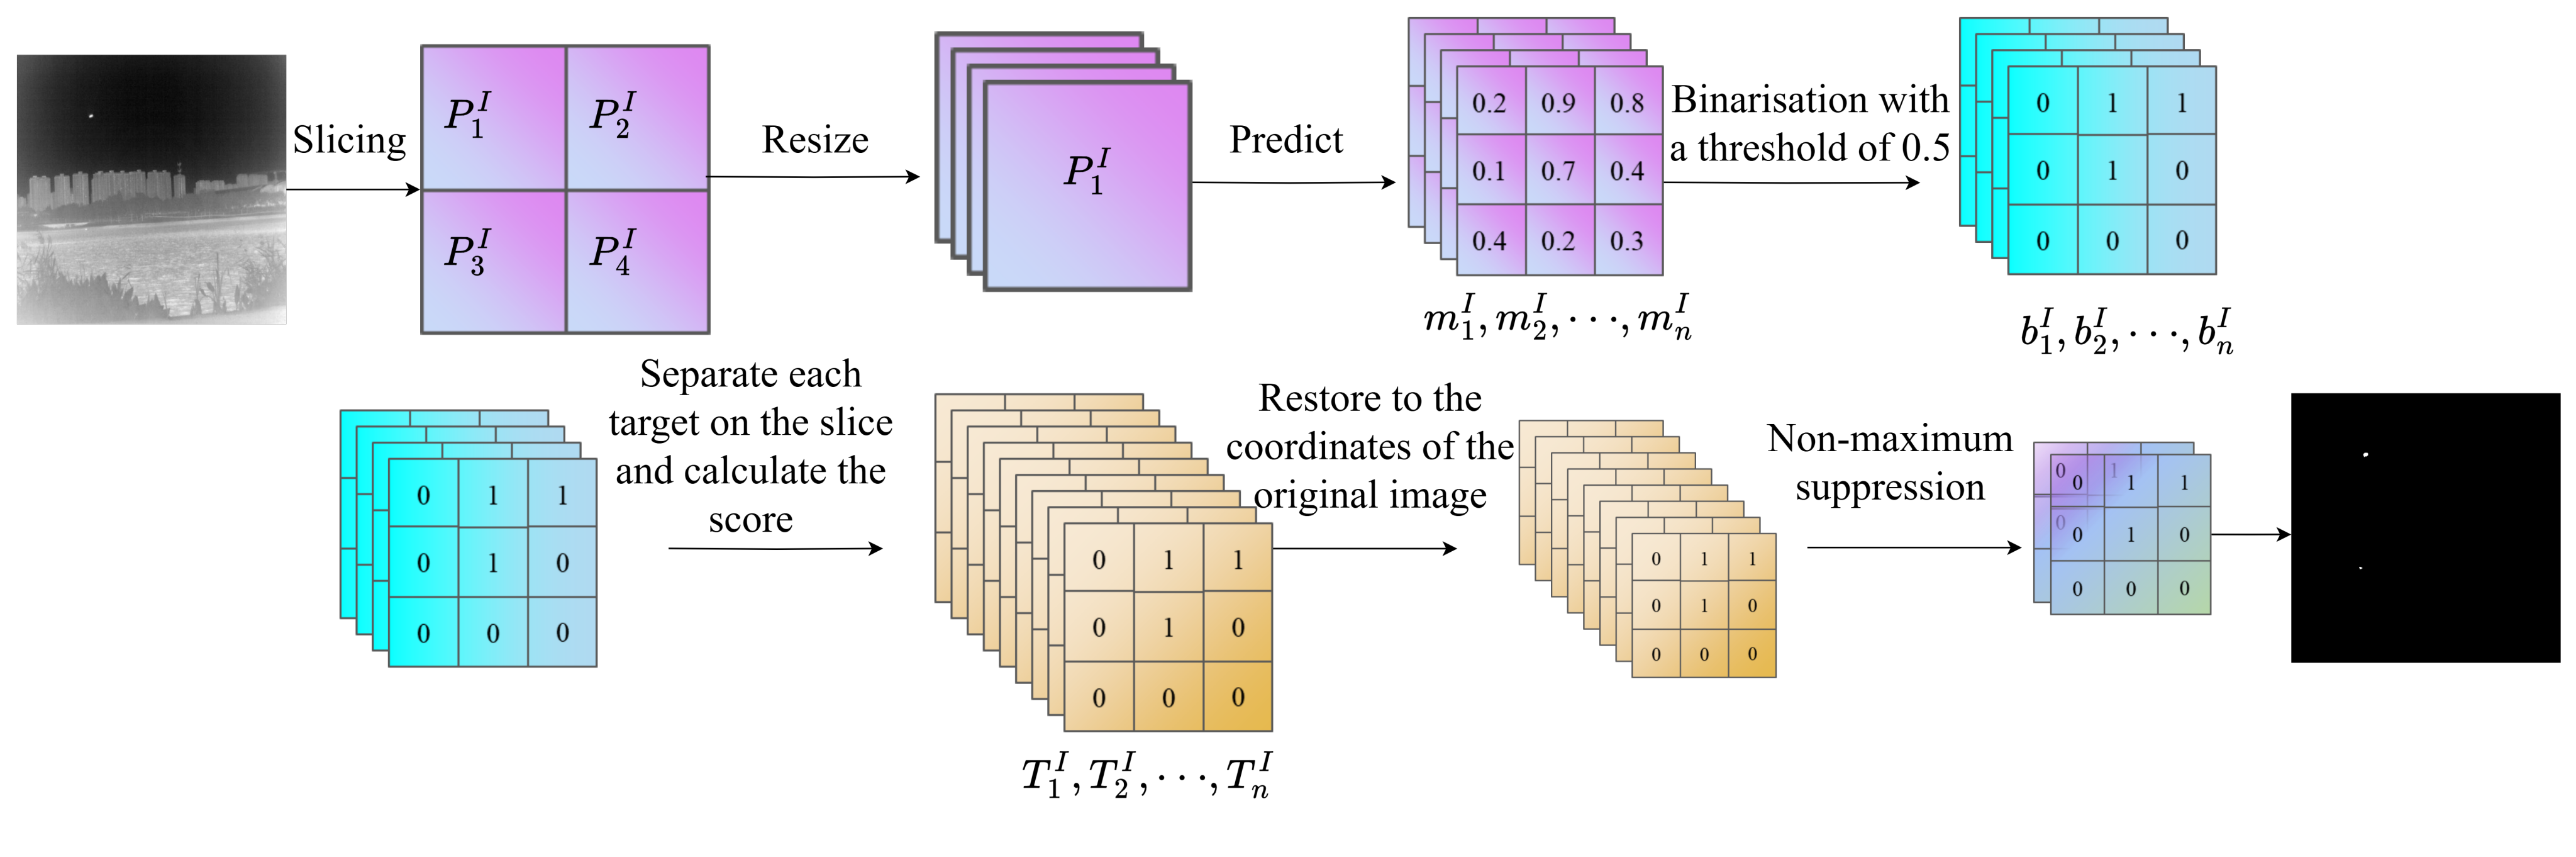 Slicing
P_1^I
P_2^I
P_3^I
P_4^I
Resize
P_1^I
Predict
0.2 0.9 0.8
0.1 0.7 0.4
0.4 0.2 0.3
m_1^I, m_2^I, ···, m_n^I
Binarisation with
a threshold of 0.5
0 1 1
0 1 0
0 0 0
b_1^I, b_2^I, ···, b_n^I
0 1 1
0 1 0
0 0 0
Separate each
target on the slice
and calculate the
score
0 1 1
0 1 0
0 0 0
T_1^I, T_2^I, ···, T_n^I
Restore to the
coordinates of the
original image
0 1 1
0 1 0
0 0 0
Non-maximum
suppression
0 1
0
0 1 1
0 1 0
0 0 0